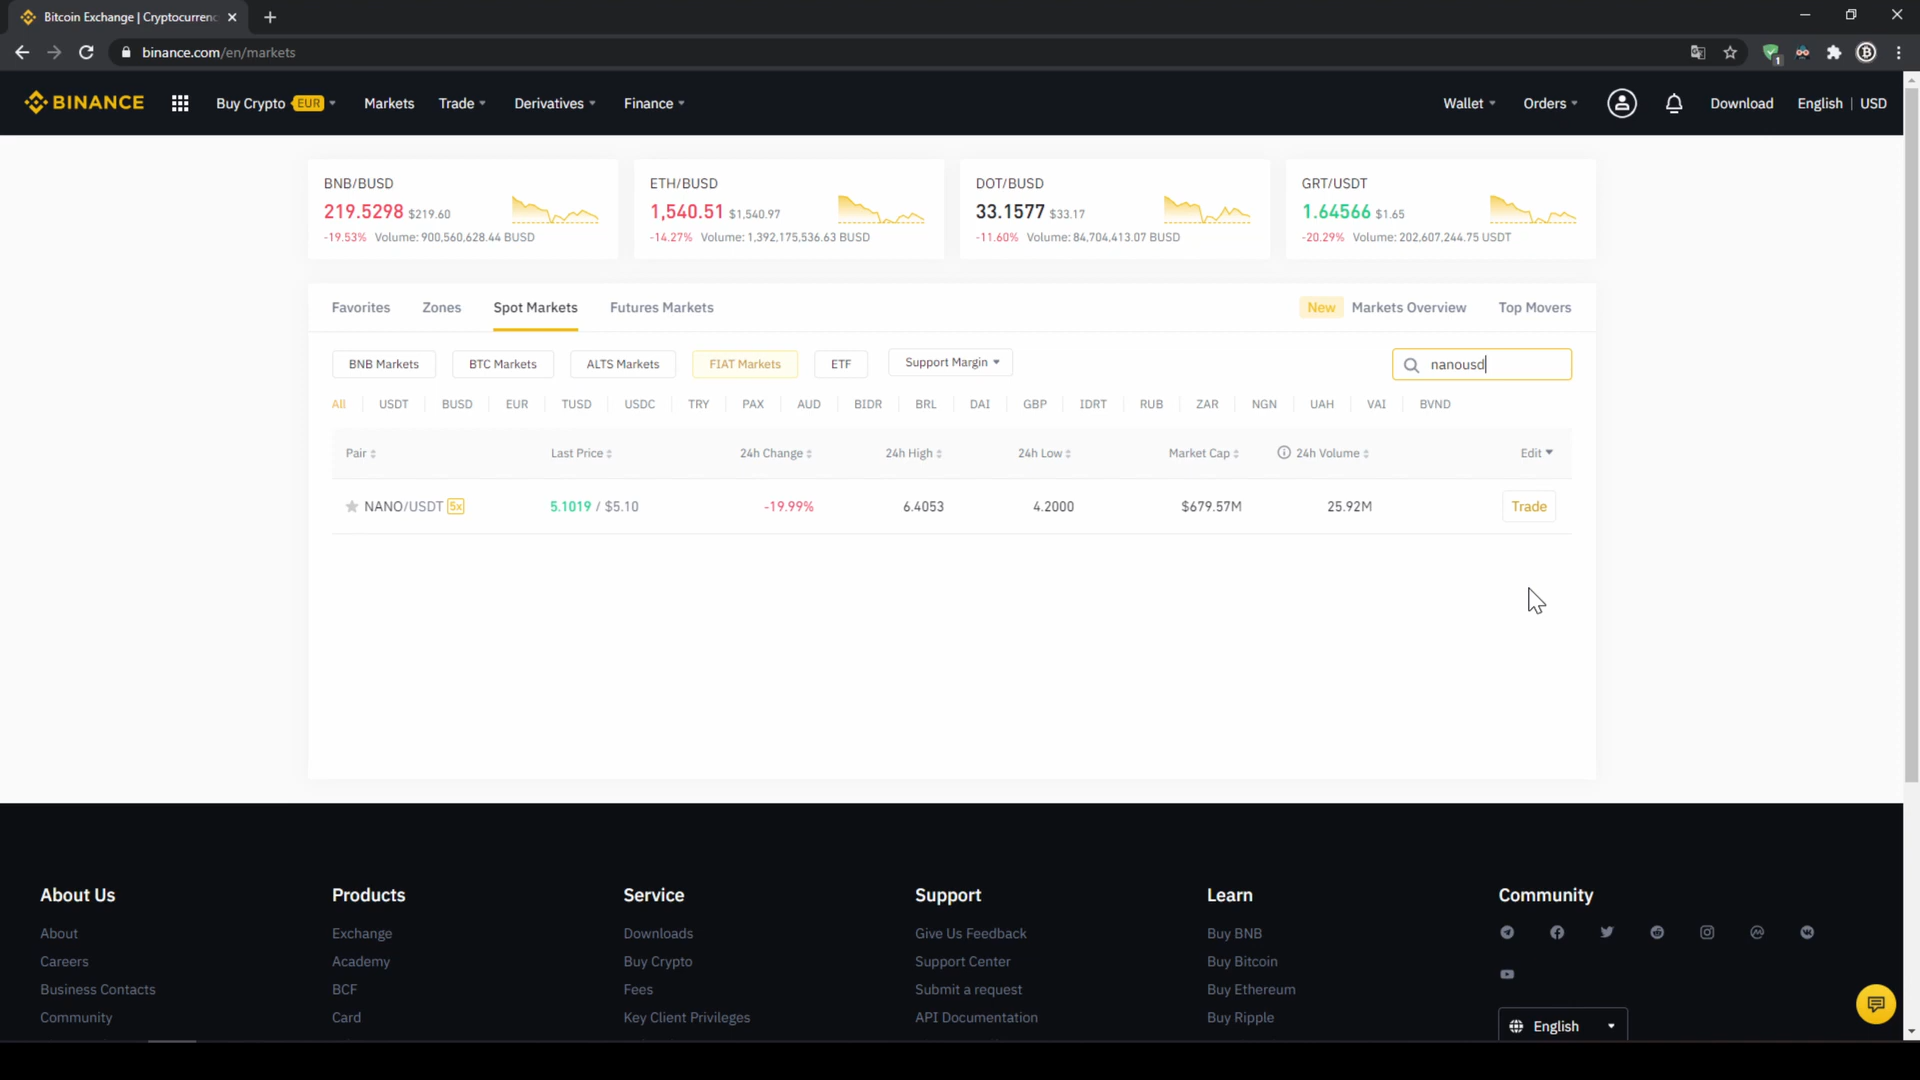 Bitcoin Exchange | Cryptocurrenc
binance.com/en/markets
1
BINANCE Buy Crypto EUR Markets Trade Derivatives Finance Wallet Orders Download English | USD
BNB/BUSD
219.5298 $219.60
-19.53% Volume: 900,560,628.44 BUSD
ETH/BUSD
1,540.51 $1,540.97
-14.27% Volume: 1,392,175,536.63 BUSD
DOT/BUSD
33.1577 $33.17
-11.60% Volume: 84,704,413.07 BUSD
GRT/USDT
1.64566 $1.65
-20.29% Volume: 202,607,244.75 USDT
Favorites Zones Spot Markets Futures Markets New Markets Overview Top Movers
BNB Markets BTC Markets ALTS Markets FIAT Markets ETF Support Margin nanousd
All USDT BUSD EUR TUSD USDC TRY PAX AUD BIDR BRL DAI GBP IDRT RUB ZAR NGN UAH VAI BVND
Pair Last Price 24h Change 24h High 24h Low Market Cap 24h Volume Edit
NANO/USDT 5x 5.1019 / $5.10 -19.99% 6.4053 4.2000 $679.57M 25.92M Trade
About Us Products Service Support Learn Community
About Exchange Downloads Give Us Feedback Buy BNB
Careers Academy Buy Crypto Support Center Buy Bitcoin
Business Contacts BCF Fees Submit a request Buy Ethereum
Community Card Key Client Privileges API Documentation Buy Ripple
English